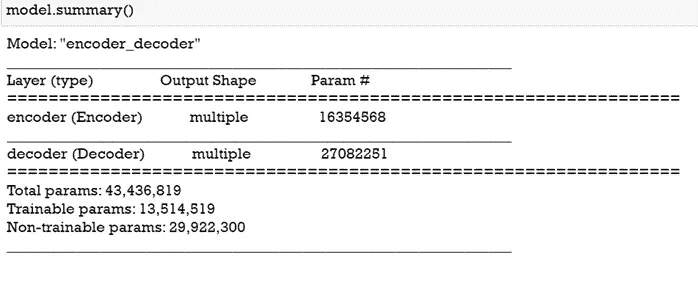 model.summary()
Model: "encoder_decoder"
Layer (type) Output Shape Param #
=================================================================
encoder (Encoder) multiple 16354568
decoder (Decoder) multiple 27082251
=================================================================
Total params: 43,436,819
Trainable params: 13,514,519
Non-trainable params: 29,922,300